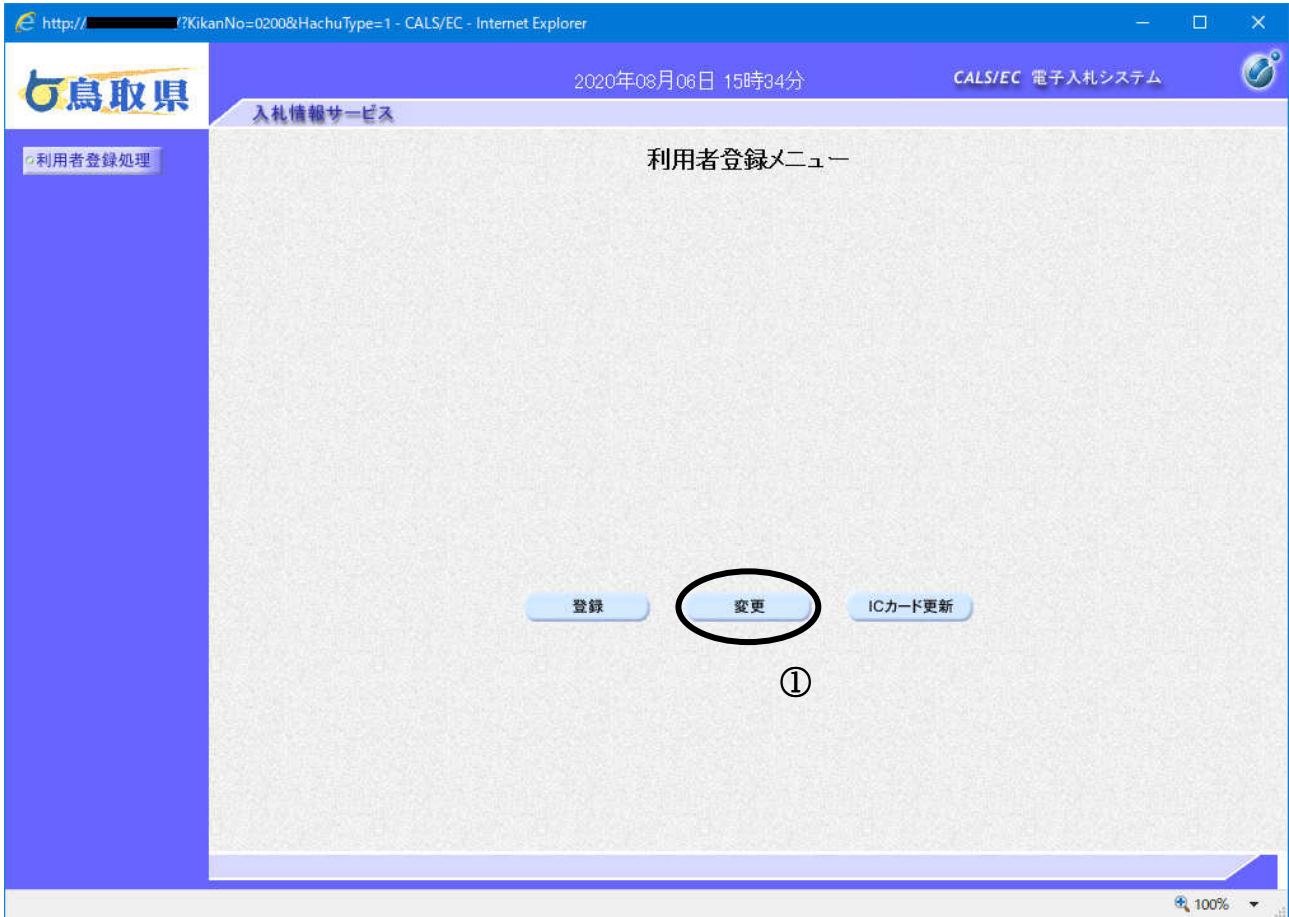 http:// /?KikanNo=0200&HachuType=1 - CALS/EC - Internet Explorer
鳥取県
2020年08月06日 15時34分
CALS/EC 電子入札システム
入札情報サービス
利用者登録処理
利用者登録メニュー
登録 変更 ICカード更新
①
100%